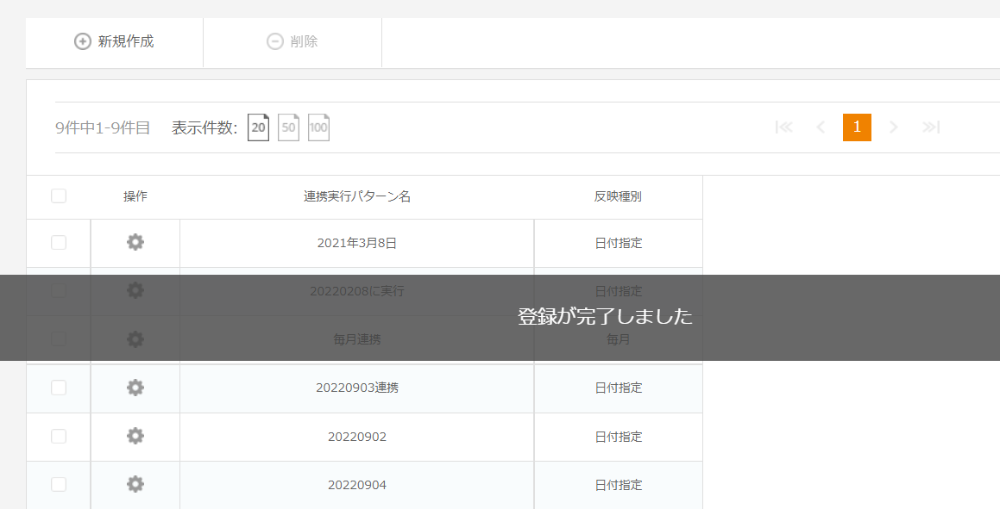 新規作成 削除
9件中1-9件目 表示件数: 20 50 100 1
操作 連携実行パターン名 反映種別
2021年3月8日 日付指定
20220208に実行 日付指定
登録が完了しました
毎月連携 毎月
20220903連携 日付指定
20220902 日付指定
20220904 日付指定